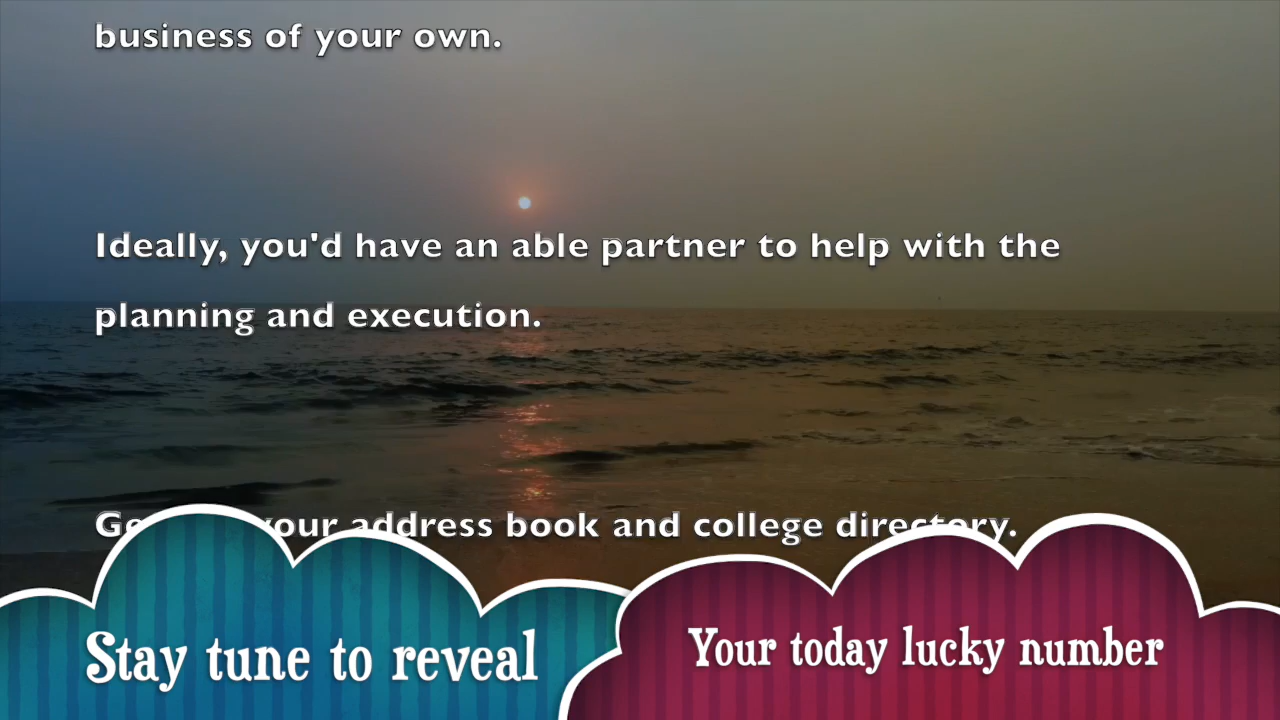 business of your own.
Ideally, you'd have an able partner to help with the
planning and execution.
your address book and college directory.
Stay tune to reveal
Your today lucky number